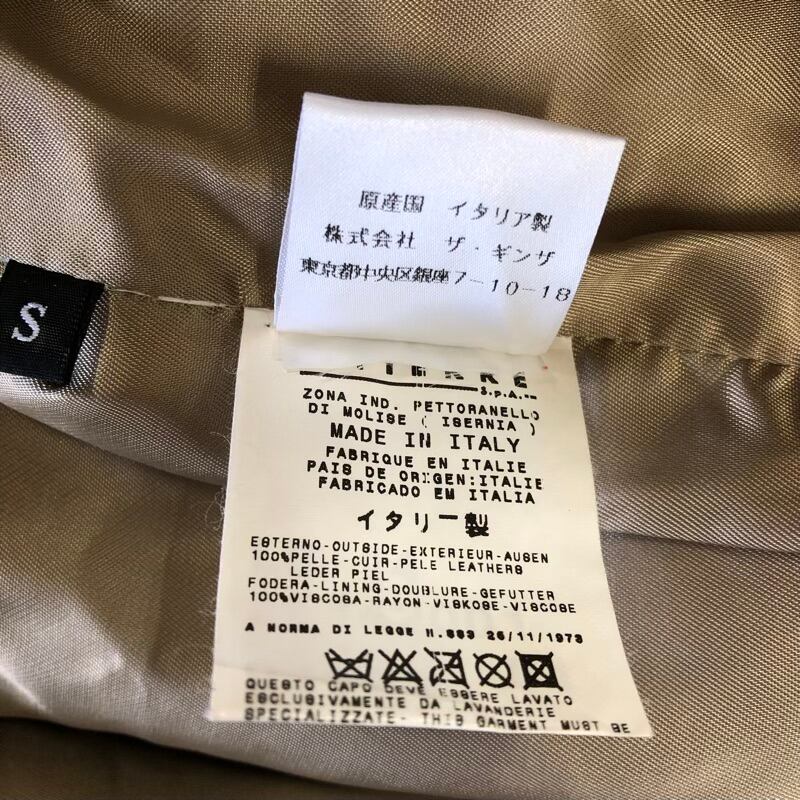 原産国 イタリア製
株式会社 ザ・ギンザ
東京都中央区銀座7-10-18
S
S.p.A.
ZONA IND. PETTORANELLO
DI MOLISE ( ISERNIA )
MADE IN ITALY
FABRIQUE EN ITALIE
PAIS DE ORIGEN:ITALIE
FABRICADO EM ITALIA
イタリー製
ESTERNO-OUTSIDE-EXTERIEUR-AUSEN
100%PELLE-CUIR-PELE LEATHERS
LEDER PIEL
FODERA-LINING-DOUBLURE-GEFUTTER
100%VISCOSA-RAYON-VISKOSE-VISCOSE
A NORMA DI LEGGE N.883 26/11/1973
QUESTO CAPO DEVE ESSERE LAVATO
ESCLUSIVAMENTE DA LAVANDERIE
SPECIALIZZATE- THIS GARMENT MUST BE